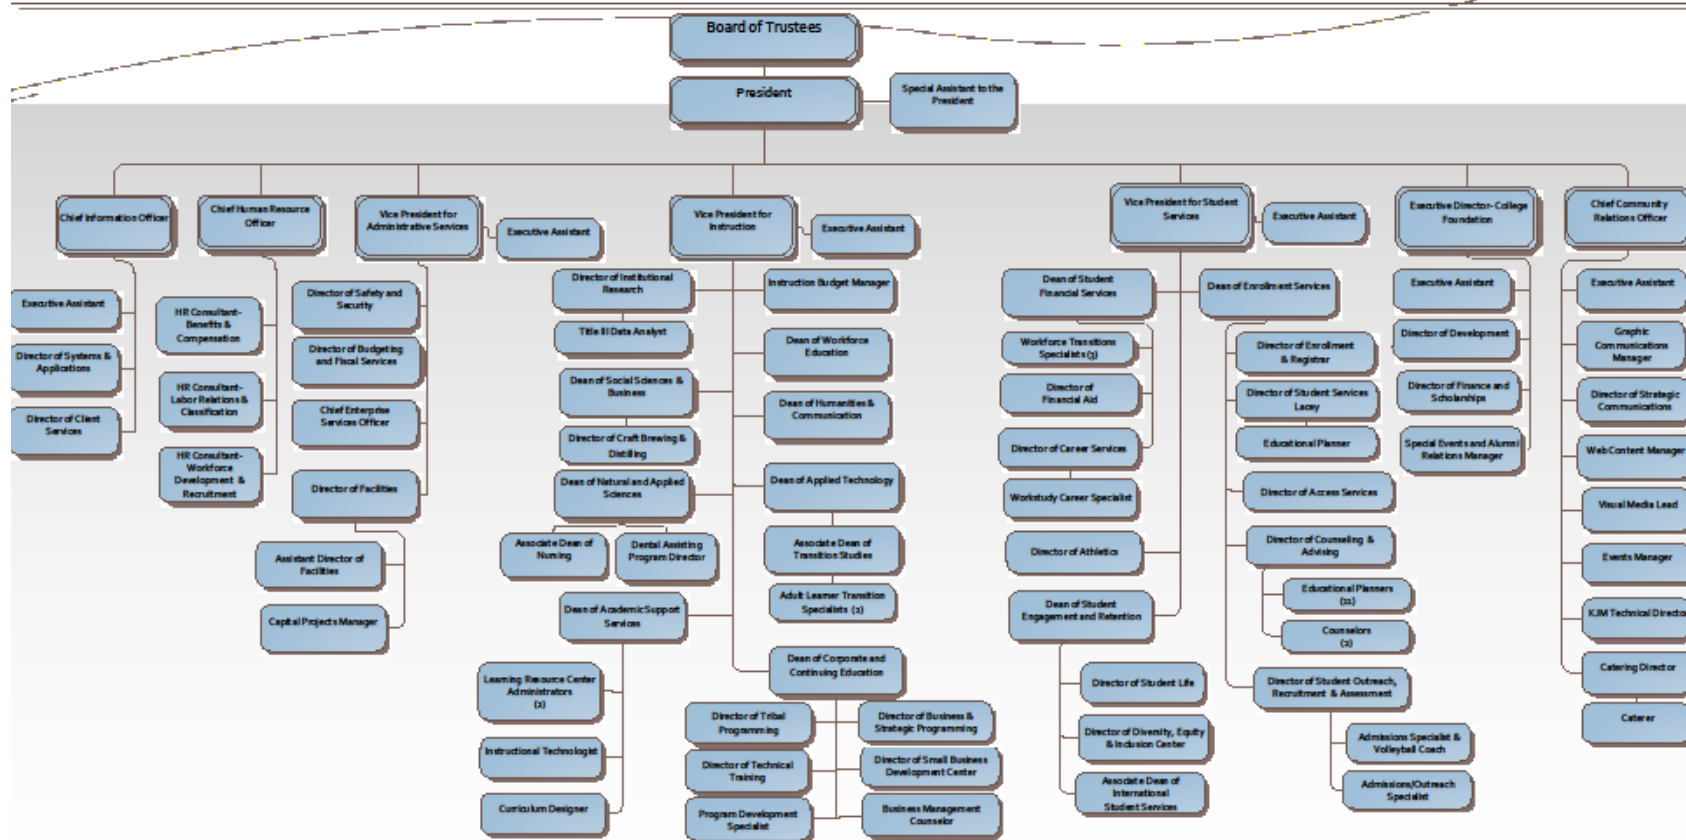 Board of Trustees
President
Special Assistant to the
President
Chief Information Officer
Executive Assistant
Director of Systems &
Applications
Director of Client
Services
Chief Human Resource
Officer
HR Consultant-
Benefits &
Compensation
HR Consultant-
Labor Relations &
Classification
HR Consultant-
Workforce
Development &
Recruitment
Vice President for
Administrative Services
Executive Assistant
Director of Safety and
Security
Director of Budgeting
and Fiscal Services
Chief Enterprise
Services Officer
Director of Facilities
Assistant Director of
Facilities
Capital Projects Manager
Vice President for
Instruction
Executive Assistant
Director of Institutional
Research
Title III Data Analyst
Dean of Social Sciences &
Business
Director of Craft Brewing &
Distilling
Dean of Natural and Applied
Sciences
Associate Dean of
Nursing
Dental Assisting
Program Director
Dean of Academic Support
Services
Learning Resource Center
Administrators
(2)
Instructional Technologist
Curriculum Designer
Instruction Budget Manager
Dean of Workforce
Education
Dean of Humanities &
Communication
Dean of Applied Technology
Associate Dean of
Transition Studies
Adult Learner Transition
Specialists (2)
Dean of Corporate and
Continuing Education
Director of Tribal
Programming
Director of Business &
Strategic Programming
Director of Technical
Training
Director of Small Business
Development Center
Program Development
Specialist
Business Management
Counselor
Vice President for Student
Services
Executive Assistant
Dean of Student
Financial Services
Workforce Transitions
Specialists (3)
Director of
Financial Aid
Director of Career Services
Workstudy Career Specialist
Director of Athletics
Dean of Student
Engagement and Retention
Director of Student Life
Director of Diversity, Equity
& Inclusion Center
Associate Dean of
International
Student Services
Dean of Enrollment Services
Director of Enrollment
& Registrar
Director of Student Services
Lacey
Educational Planner
Director of Access Services
Director of Counseling &
Advising
Educational Planners
(11)
Counselors
(2)
Director of Student Outreach,
Recruitment & Assessment
Admissions Specialist &
Volleyball Coach
Admissions/Outreach
Specialist
Executive Director- College
Foundation
Executive Assistant
Director of Development
Director of Finance and
Scholarships
Special Events and Alumni
Relations Manager
Chief Community
Relations Officer
Executive Assistant
Graphic
Communications
Manager
Director of Strategic
Communications
Web Content Manager
Visual Media Lead
Events Manager
KJM Technical Directo
Catering Director
Caterer